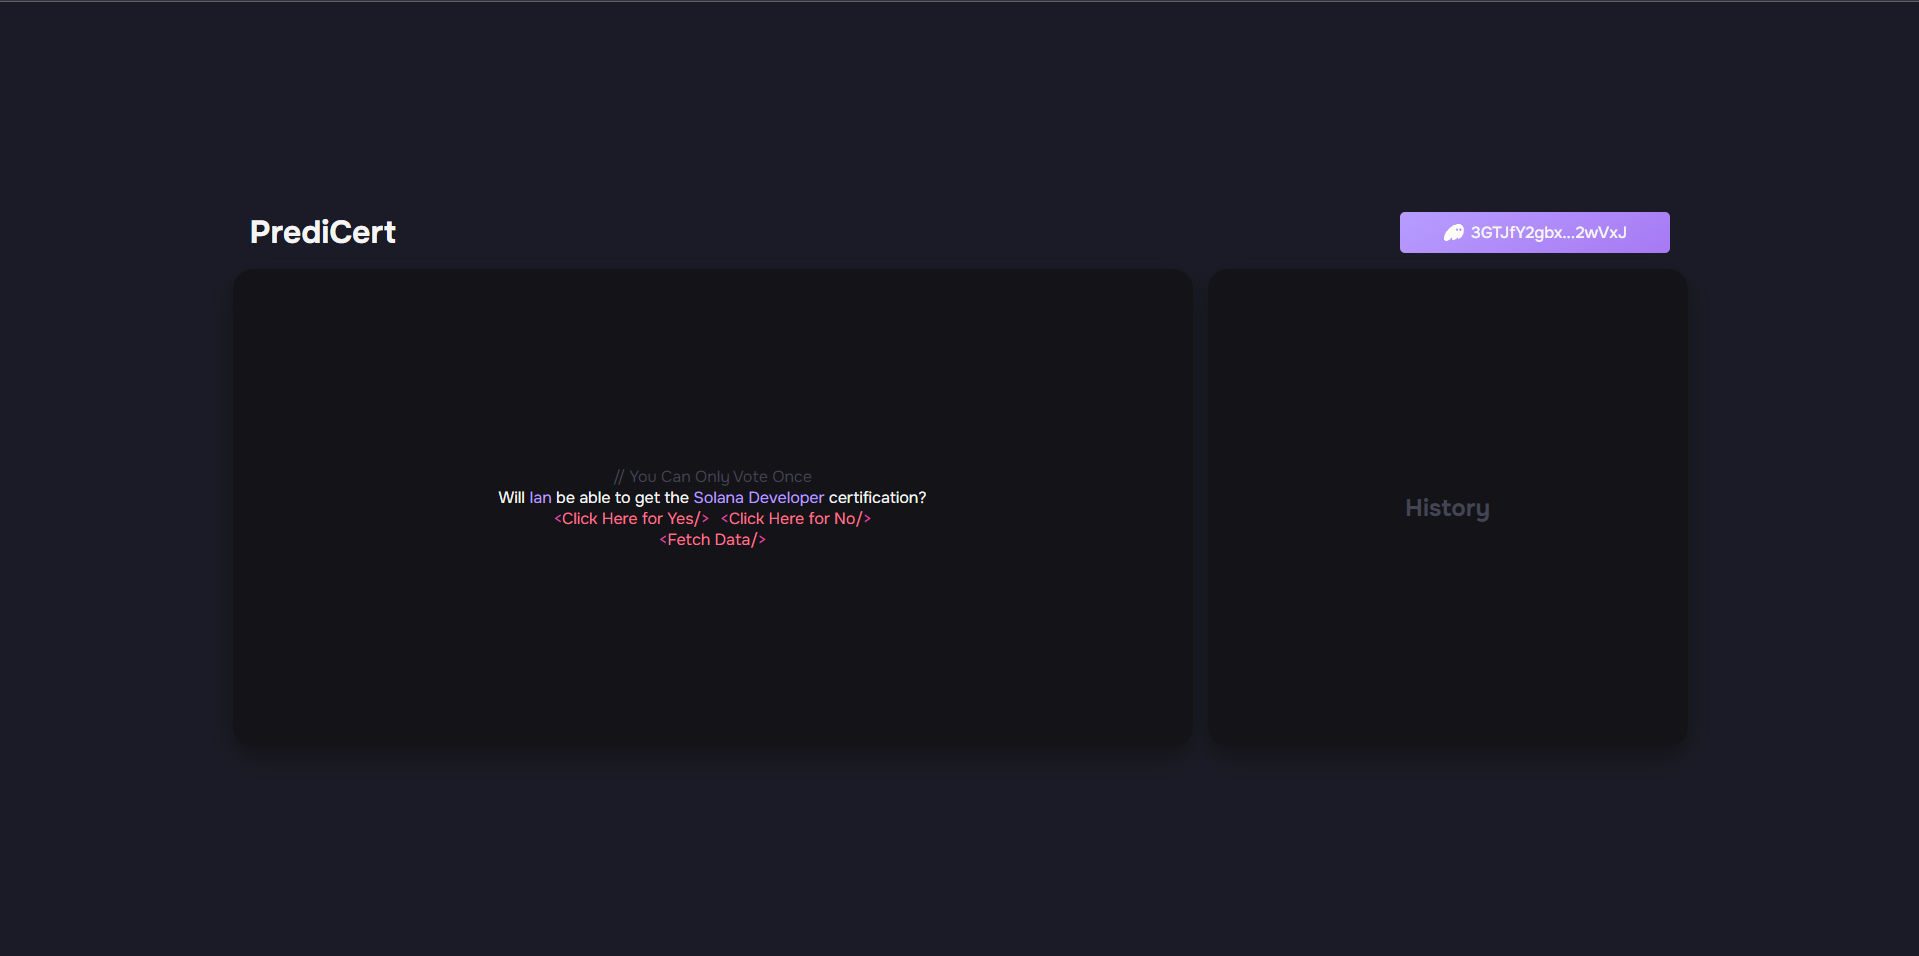 PrediCert
3GTJfY2gbx...2wVxJ
// You Can Only Vote Once
Will Ian be able to get the Solana Developer certification?
<Click Here for Yes/> <Click Here for No/>
<Fetch Data/>
History